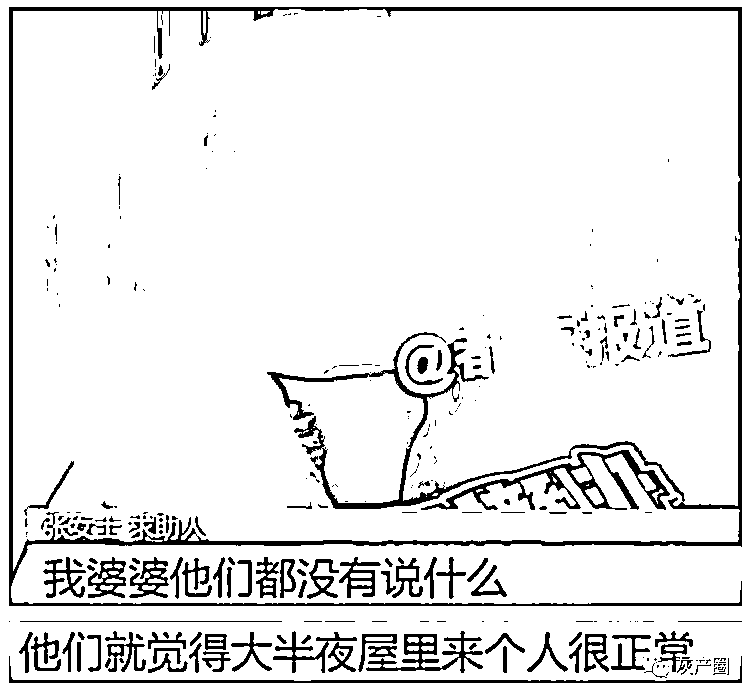 @看 报道
张女士 求助人
我婆婆他们都没有说什么
他们就觉得大半夜屋里来个人很正常
灰产圈